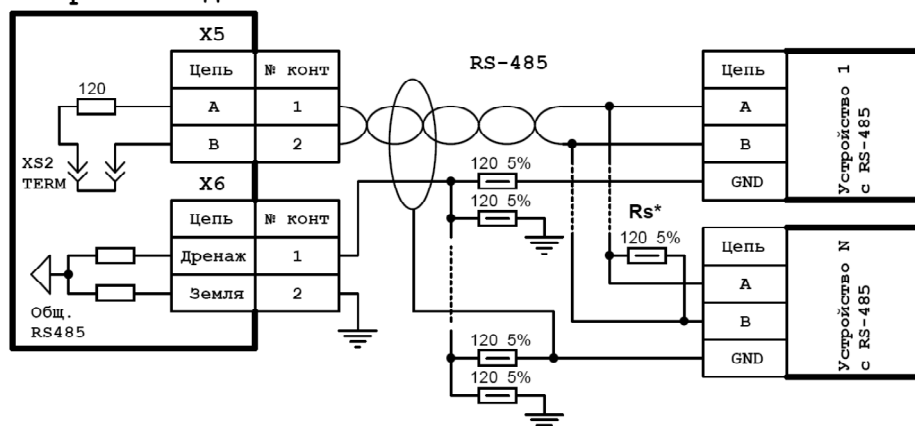 X5
RS-485
Цепь № конт
A 1
B 2
120
XS2
TERM
X6
Цепь № конт
Дренаж 1
Земля 2
Общ.
RS485
120 5%
120 5%
120 5%
120 5%
Rs*
120 5%
Цепь
A
B
GND
Устройство 1
с RS-485
Цепь
A
B
GND
Устройство N
с RS-485